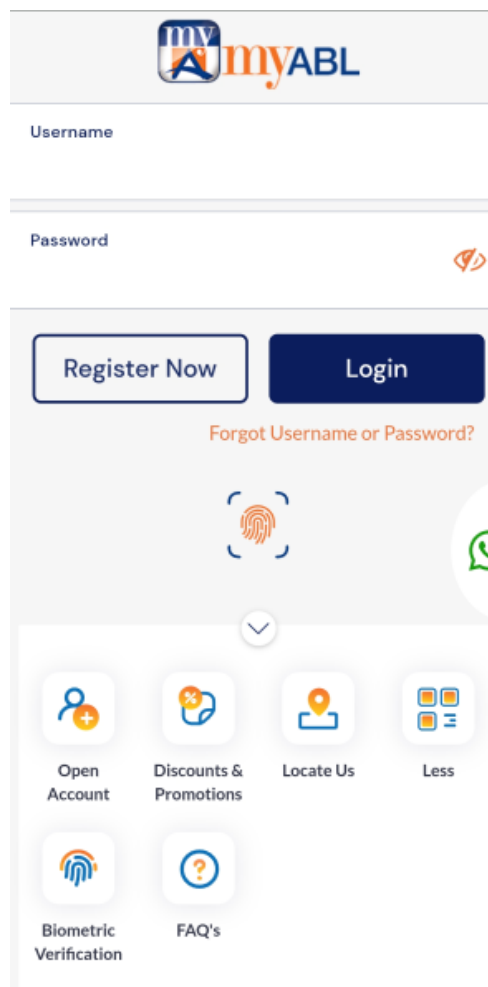 my
myABL
Username
Password
Register Now
Login
Forgot Username or Password?
Open
Account
Discounts &
Promotions
Locate Us
Less
Biometric
Verification
FAQ's